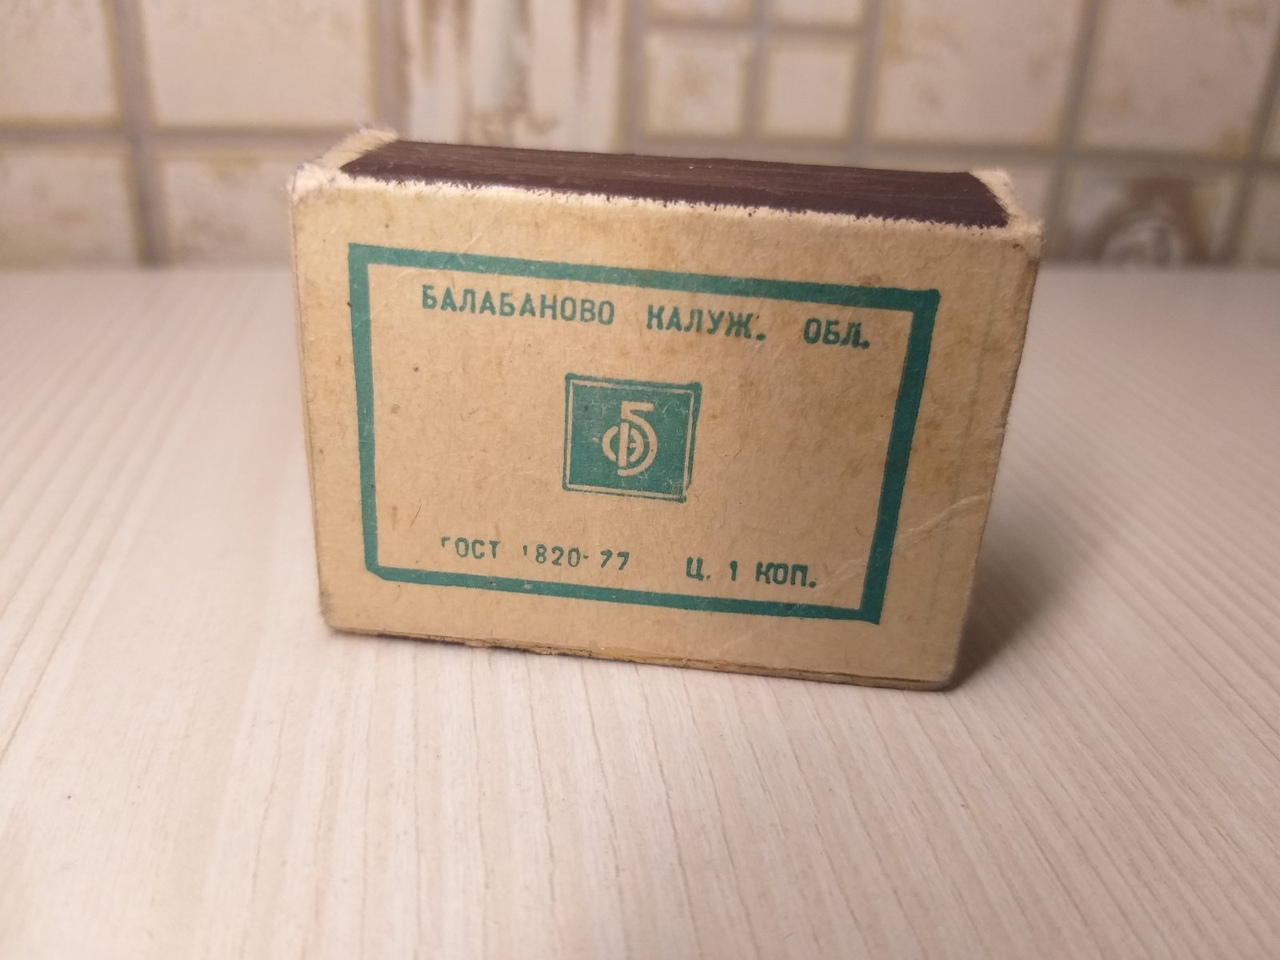 БАЛАБАНОВО КАЛУЖ. ОБЛ.
ГОСТ 1820-77 Ц. 1 КОП.